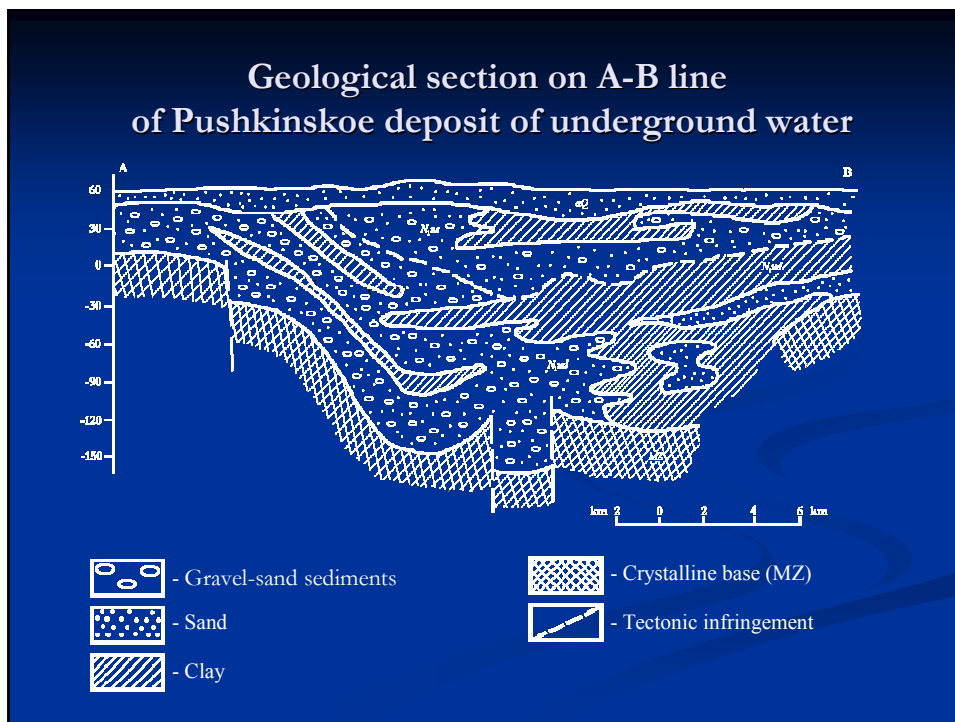 Geological section on A-B line
of Pushkinskoe deposit of underground water
A
B
60
30
0
-30
-60
-90
-120
-150
km 2 0 2 4 6 km
- Gravel-sand sediments
- Sand
- Clay
- Crystalline base (MZ)
- Tectonic infringement